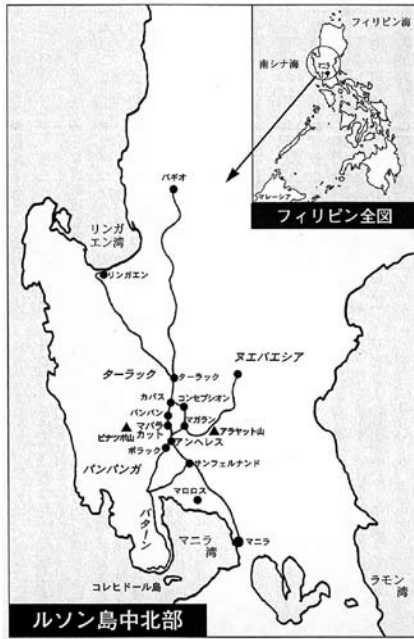 フィリピン海
南シナ海
マニラ
マレーシア
フィリピン全図
バギオ
リンガ
エン湾
リンガエン
ターラック
ターラック
ヌエバエシア
カパス
コンセプシオン
バンバン
マガラン
マバラ
カット
アラヤット山
ピナツボ山
アンヘレス
ポラック
パンパンガ
サンフェルナンド
マロロス
バターン
マニラ
湾
マニラ
コレヒドール島
ラモン
湾
ルソン島中北部